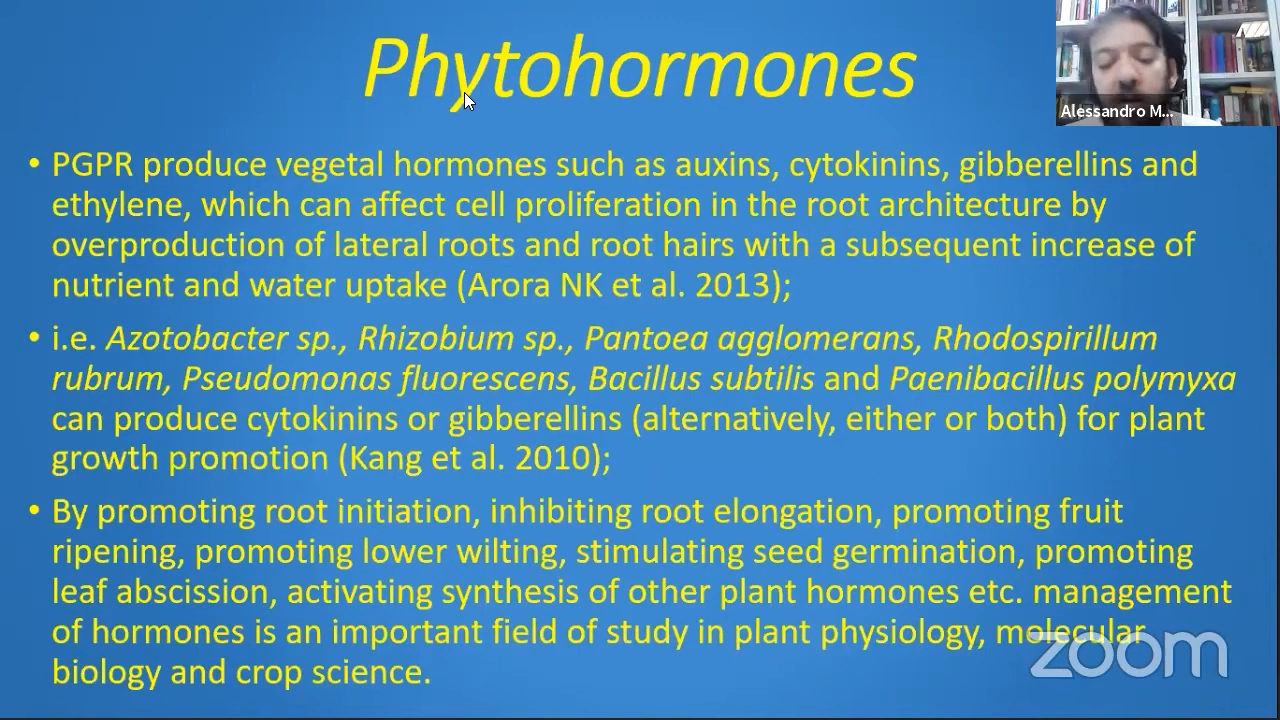 Phytohormones
Alessandro M...
• PGPR produce vegetal hormones such as auxins, cytokinins, gibberellins and
ethylene, which can affect cell proliferation in the root architecture by
overproduction of lateral roots and root hairs with a subsequent increase of
nutrient and water uptake (Arora NK et al. 2013);
• i.e. Azotobacter sp., Rhizobium sp., Pantoea agglomerans, Rhodospirillum
rubrum, Pseudomonas fluorescens, Bacillus subtilis and Paenibacillus polymyxa
can produce cytokinins or gibberellins (alternatively, either or both) for plant
growth promotion (Kang et al. 2010);
• By promoting root initiation, inhibiting root elongation, promoting fruit
ripening, promoting lower wilting, stimulating seed germination, promoting
leaf abscission, activating synthesis of other plant hormones etc. management
of hormones is an important field of study in plant physiology, molecular
biology and crop science.
zoom